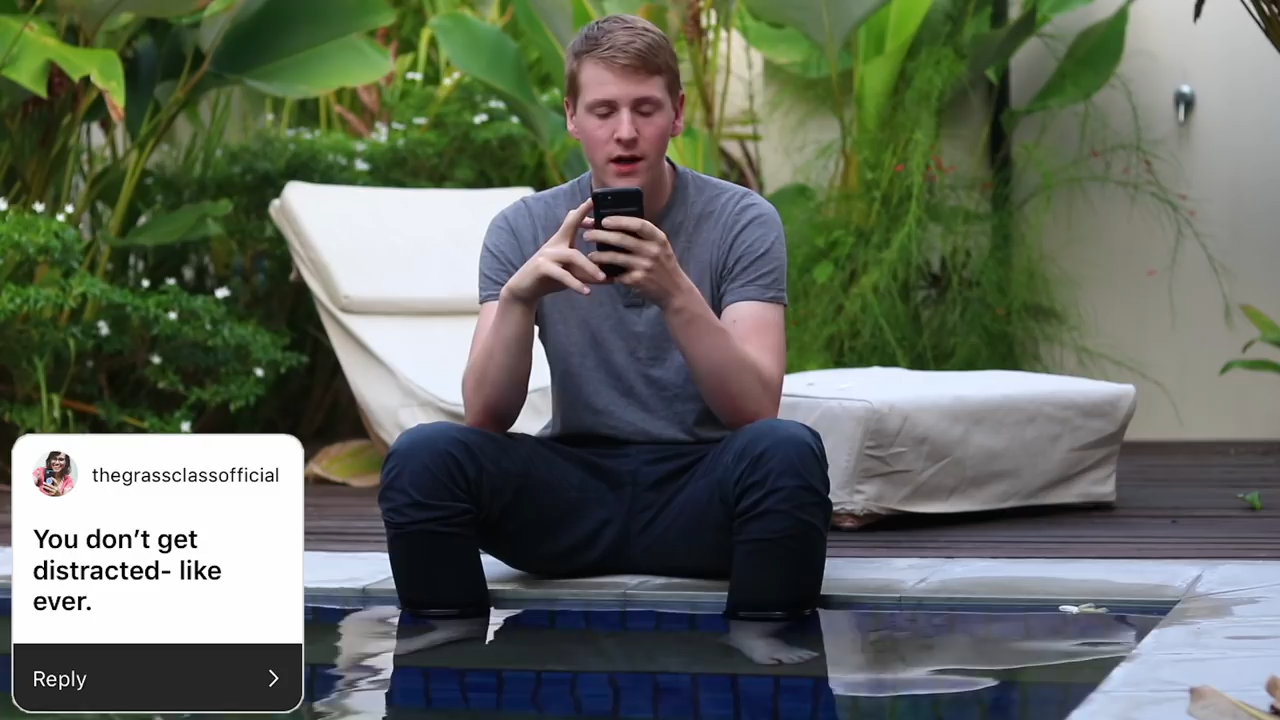 thegrassclassofficial
You don’t get
distracted- like
ever.
Reply